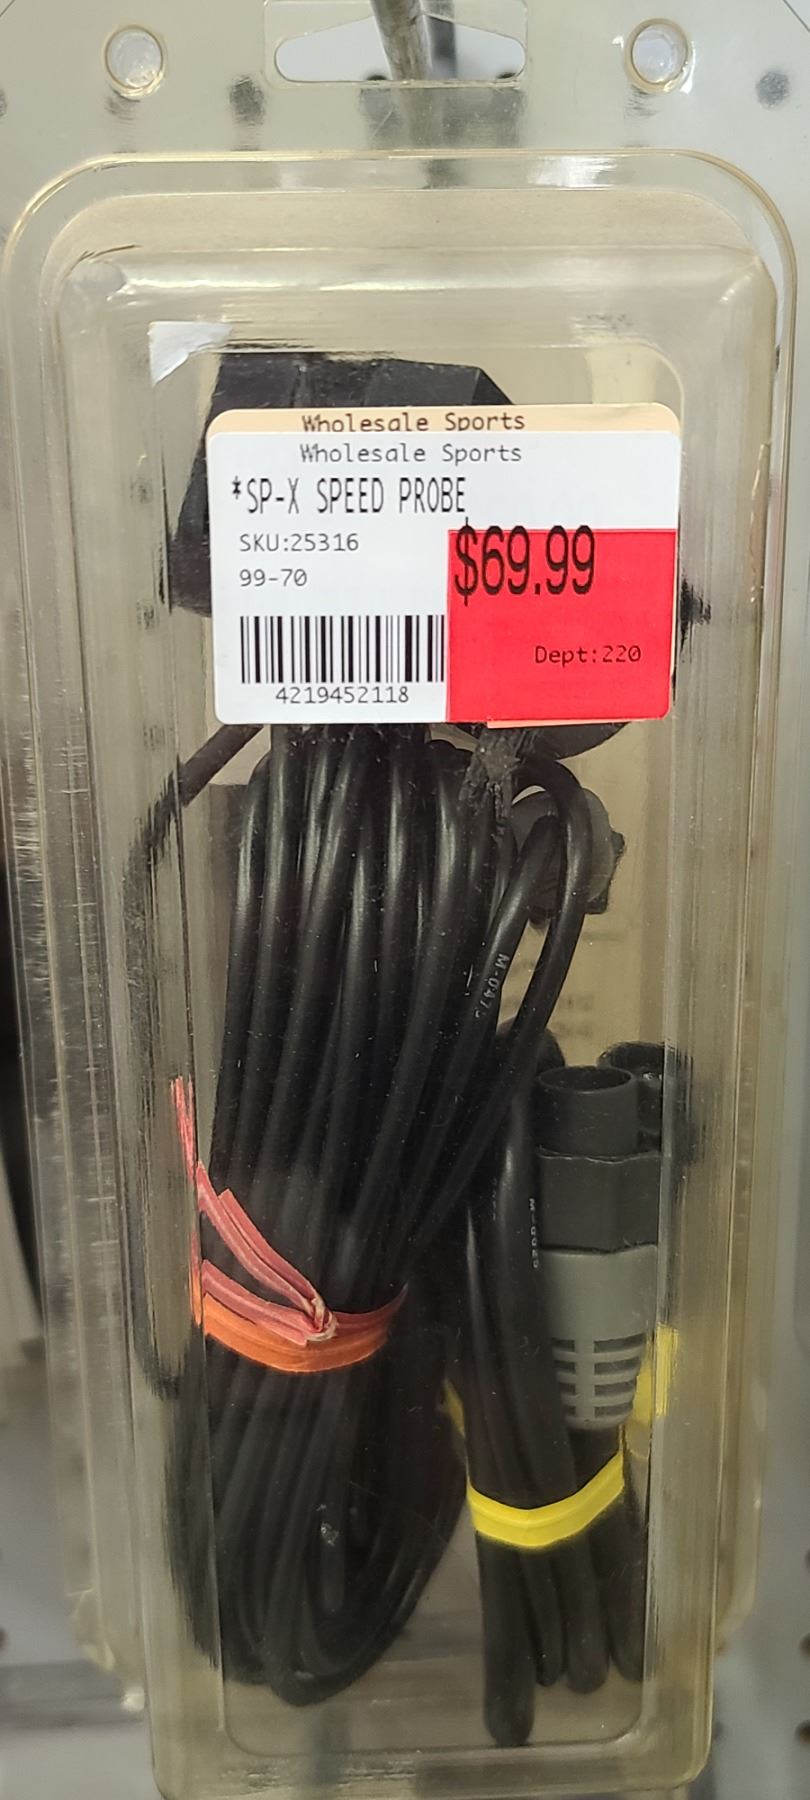 Wholesale Sports
Wholesale Sports
*SP-X SPEED PROBE
SKU:25316
99-70
$69.99
Dept:220
4219452118